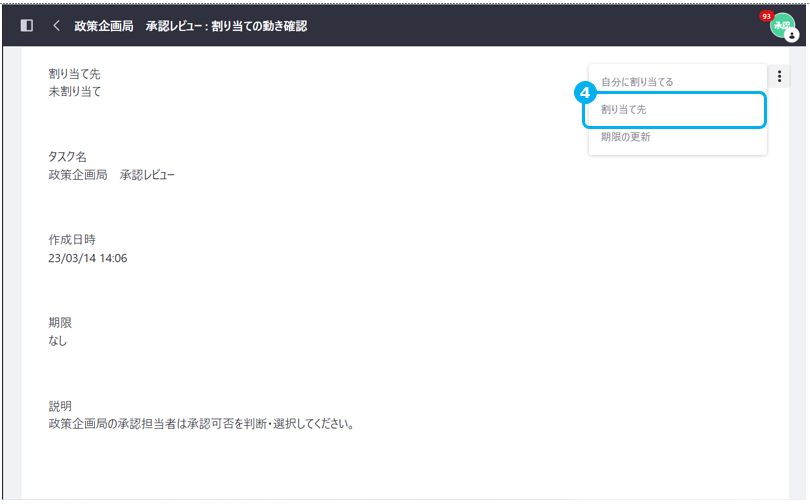 政策企画局　承認レビュー : 割り当ての動き確認
93
承認
割り当て先
未割り当て
自分に割り当てる
4
割り当て先
期限の更新
タスク名
政策企画局　承認レビュー
作成日時
23/03/14 14:06
期限
なし
説明
政策企画局の承認担当者は承認可否を判断・選択してください。